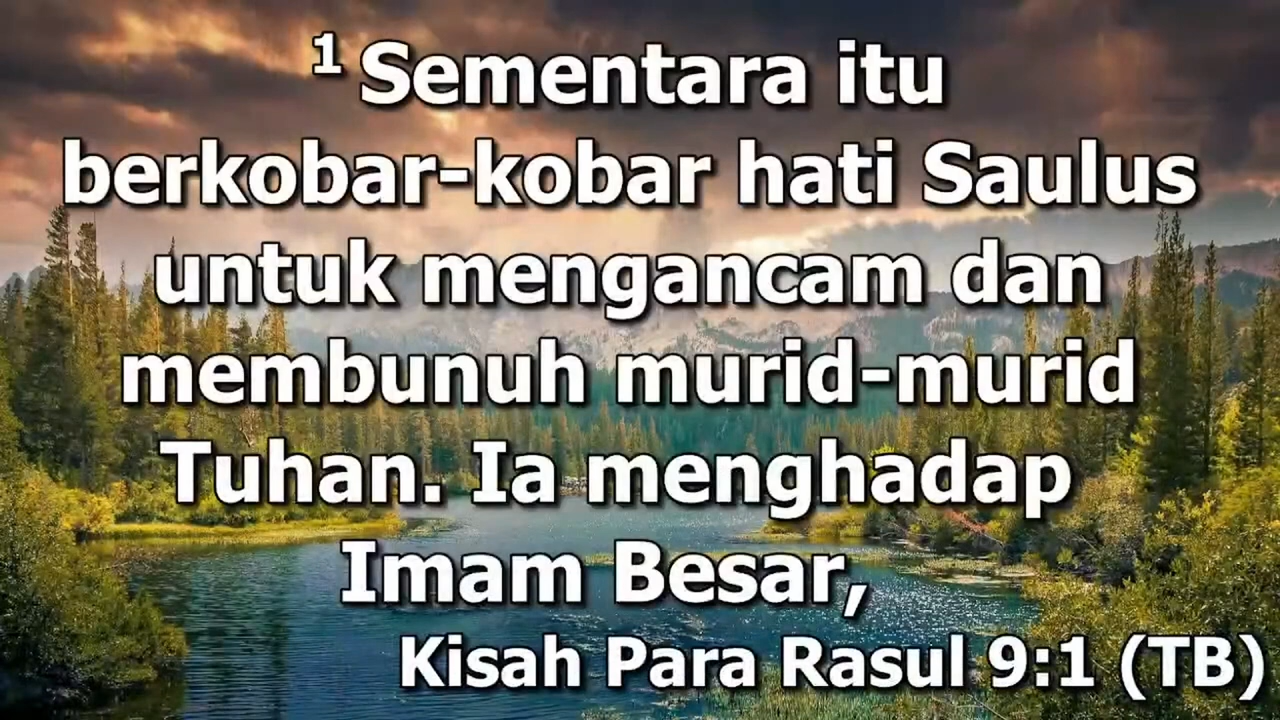 1 Sementara itu
berkobar-kobar hati Saulus
untuk mengancam dan
membunuh murid-murid
Tuhan. Ia menghadap
Imam Besar,
Kisah Para Rasul 9:1 (TB)